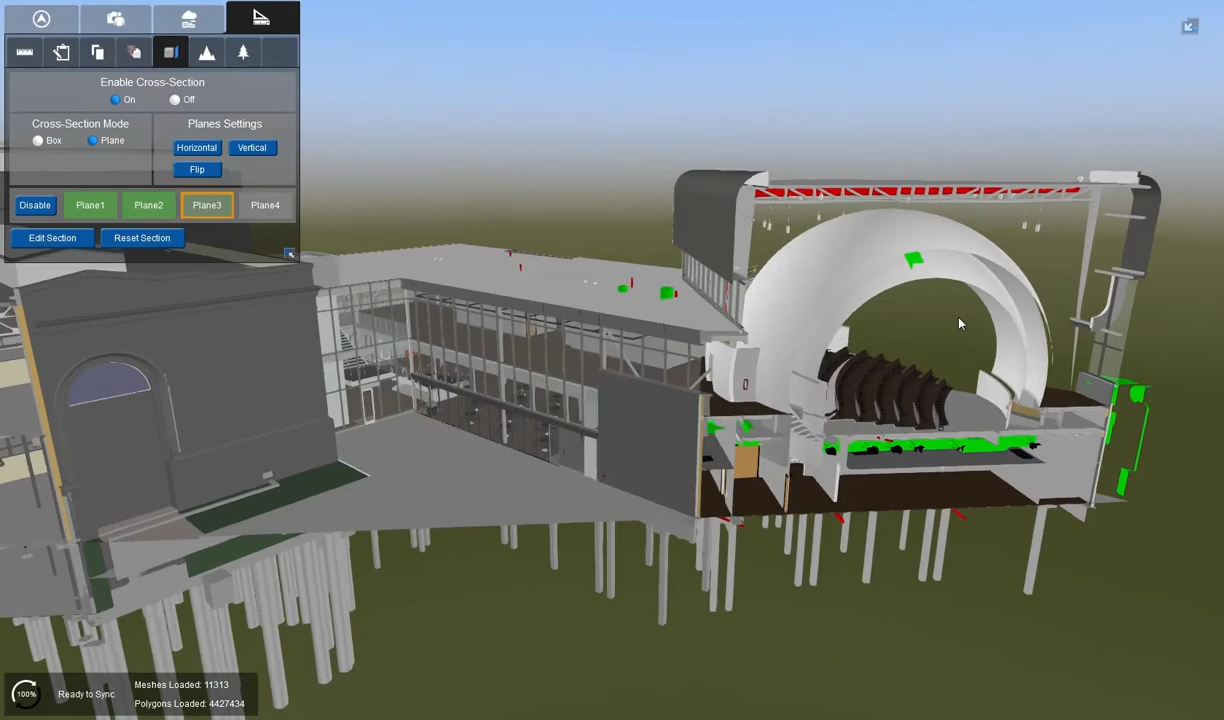 Enable Cross-Section
On Off
Cross-Section Mode
Box Plane
Planes Settings
Horizontal Vertical
Flip
Disable Plane1 Plane2 Plane3 Plane4
Edit Section Reset Section
100% Ready to Sync
Meshes Loaded: 11313
Polygons Loaded: 4427434